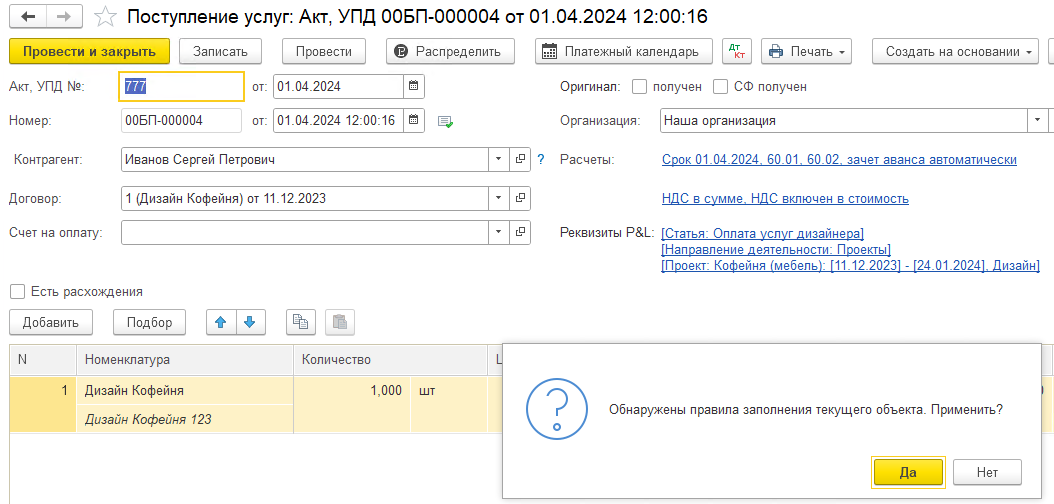 Поступление услуг: Акт, УПД 00БП-000004 от 01.04.2024 12:00:16
Провести и закрыть Записать Провести Р Распределить Платежный календарь Дт Кт Печать Создать на основании
Акт, УПД №: 777 от: 01.04.2024 Оригинал: получен СФ получен
Номер: 00БП-000004 от: 01.04.2024 12:00:16 Организация: Наша организация
Контрагент: Иванов Сергей Петрович ? Расчеты: Срок 01.04.2024, 60.01, 60.02, зачет аванса автоматически
Договор: 1 (Дизайн Кофейня) от 11.12.2023 НДС в сумме, НДС включен в стоимость
Счет на оплату: Реквизиты P&L: [Статья: Оплата услуг дизайнера]
[Направление деятельности: Проекты]
[Проект: Кофейня (мебель): [11.12.2023] - [24.01.2024], Дизайн]
Есть расхождения
Добавить Подбор
N Номенклатура Количество
1 Дизайн Кофейня 1,000 шт
Дизайн Кофейня 123
Обнаружены правила заполнения текущего объекта. Применить?
Да Нет